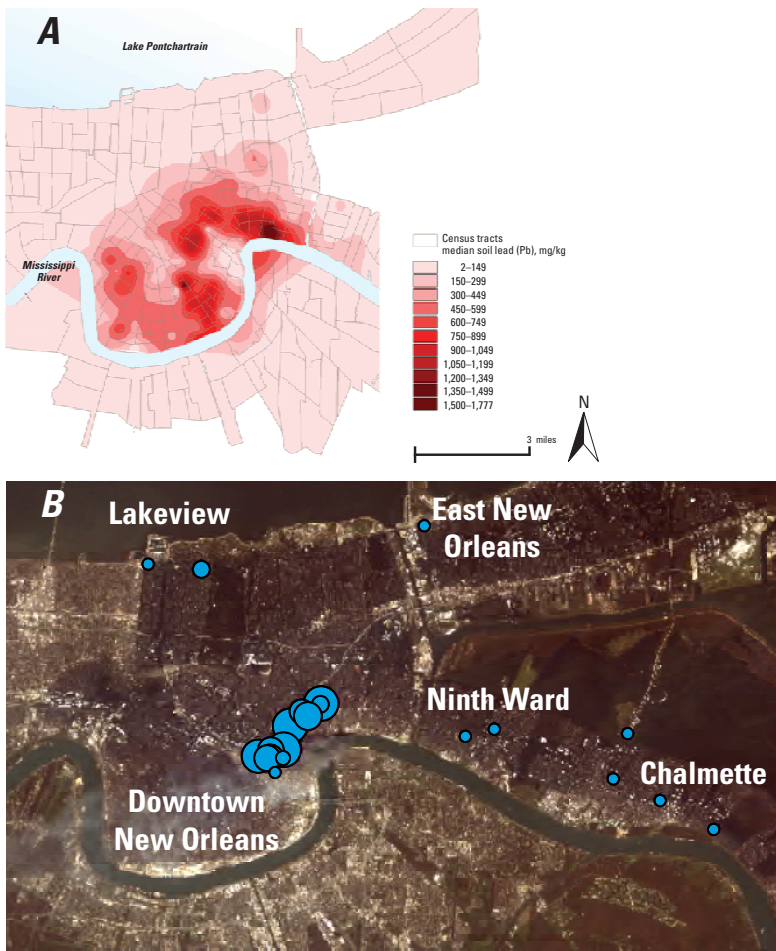 A
Lake Pontchartrain
Mississippi
River
Census tracts
median soil lead (Pb), mg/kg
2–149
150–299
300–449
450–599
600–749
750–899
900–1,049
1,050–1,199
1,200–1,349
1,350–1,499
1,500–1,777
N
3 miles
B
Lakeview
East New
Orleans
Ninth Ward
Chalmette
Downtown
New Orleans